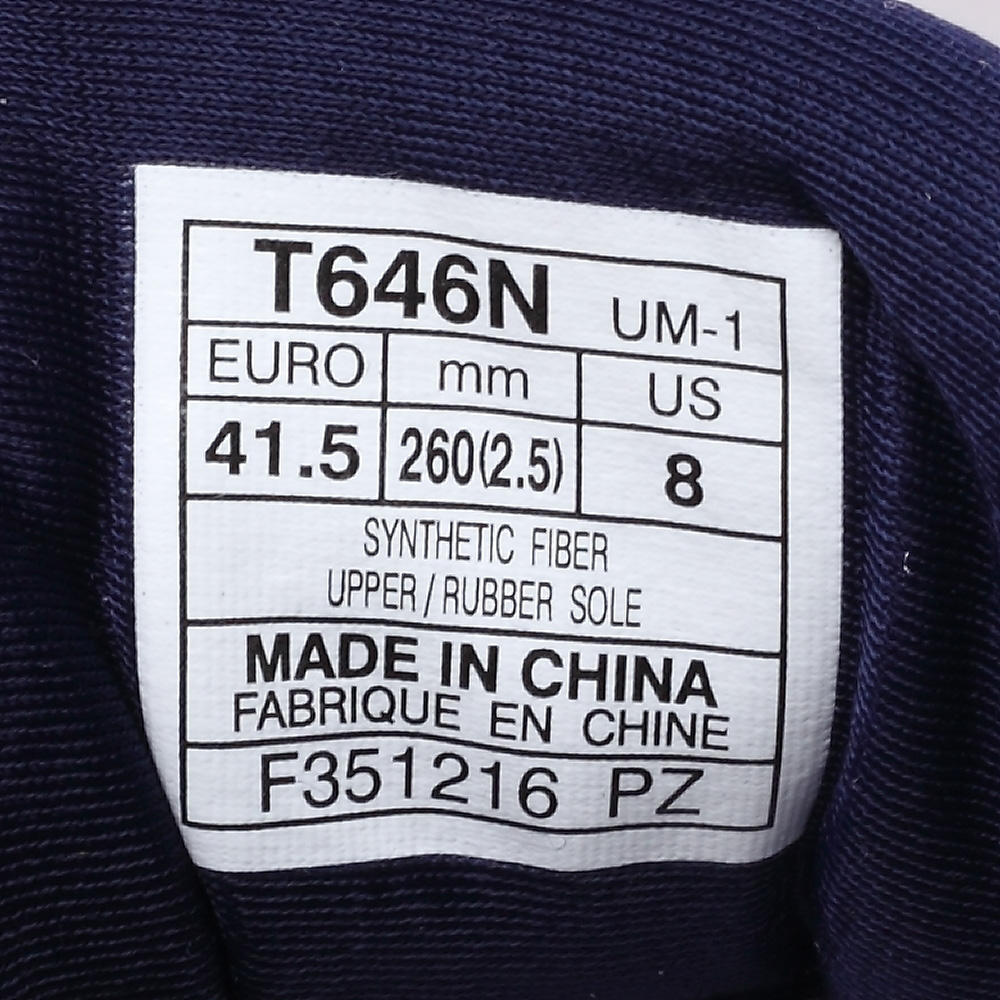 T646N UM-1
EURO mm US
41.5 260(2.5) 8
SYNTHETIC FIBER
UPPER/RUBBER SOLE
MADE IN CHINA
FABRIQUE EN CHINE
F351216 PZ